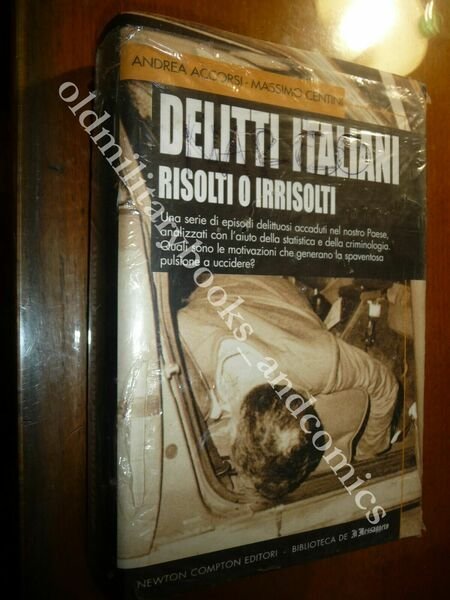 ANDREA ACCORSI - MASSIMO CENTINI
DELITTI ITALIANI
RISOLTI O IRRISOLTI
Una serie di episodi delittuosi accaduti nel nostro Paese,
analizzati con l'aiuto della statistica e della criminologia.
Quali sono le motivazioni che generano la spaventosa
pulsione a uccidere?
NEWTON COMPTON EDITORI - BIBLIOTECA DE Il Messaggero
oldmilitarybooks_andcomics